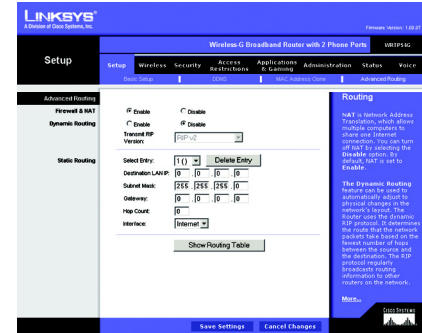 LINKSYS®
A Division of Cisco Systems, Inc.
Firmware Version: 1.00.37
Wireless-G Broadband Router with 2 Phone Ports WRTP54G
Setup
Setup Wireless Security Access Restrictions Applications & Gaming Administration Status Voice
Basic Setup DDNS MAC Address Clone Advanced Routing
Advanced Routing
Firewall & NAT Enable Disable
Dynamic Routing Enable Disable
Transmit RIP Version: RIP v2
Static Routing Select Entry: 1 () Delete Entry
Destination LAN IP: 0 . 0 . 0 . 0
Subnet Mask: 255 . 255 . 255 . 0
Gateway: 0 . 0 . 0 . 0
Hop Count: 0
Interface: Internet
Show Routing Table
Routing
NAT is Network Address
Translation, which allows
multiple computers to
share one Internet
connection. You can turn
off NAT by selecting the
Disable option. By
default, NAT is set to
Enable.
The Dynamic Routing
feature can be used to
automatically adjust to
physical changes in the
network's layout. The
Router uses the dynamic
RIP protocol. It determines
the route that the network
packets take based on the
fewest number of hops
between the source and
the destination. The RIP
protocol regularly
broadcasts routing
information to other
routers on the network.
More...
Save Settings Cancel Changes
CISCO SYSTEMS